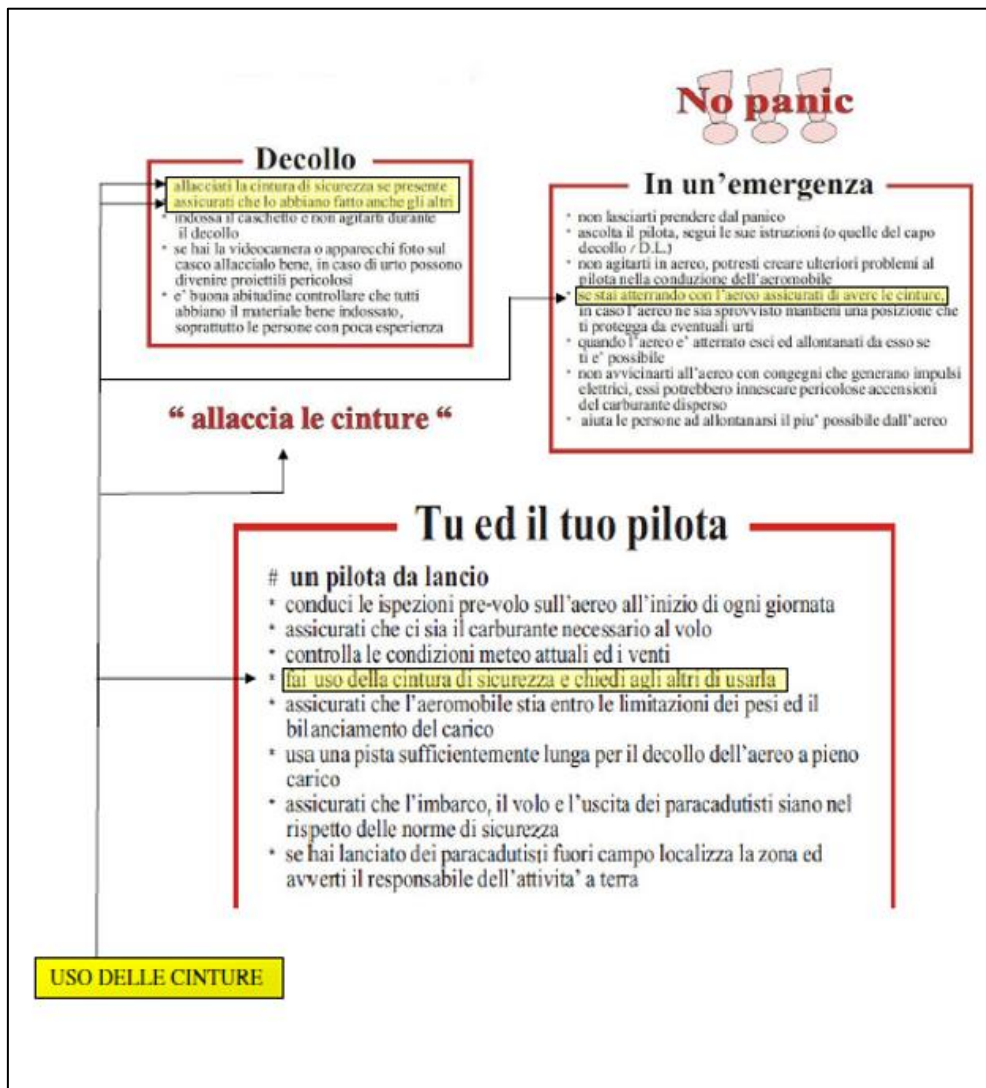 No panic
!!!
Decollo
allacciati la cintura di sicurezza se presente
assicurati che lo abbiano fatto anche gli altri
* indossa il caschetto e non agitarti durante
il decollo
* se hai la videocamera o apparecchi foto sul
casco allaccialo bene, in caso di urto possono
divenire proiettili pericolosi
* e' buona abitudine controllare che tutti
abbiano il materiale bene indossato,
soprattutto le persone con poca esperienza
In un'emergenza
* non lasciarti prendere dal panico
* ascolta il pilota, segui le sue istruzioni (o quelle del capo
decollo / D.L.)
* non agitarti in aereo, potresti creare ulteriori problemi al
pilota nella conduzione dell'aeromobile
* se stai atterrando con l'aereo assicurati di avere le cinture,
in caso l'aereo ne sia sprovvisto mantieni una posizione che
ti protegga da eventuali urti
* quando l'aereo e' atterrato esci ed allontanati da esso se
ti e' possibile
* non avvicinarti all'aereo con congegni che generano impulsi
elettrici, essi potrebbero innescare pericolose accensioni
del carburante disperso
* aiuta le persone ad allontanarsi il piu' possibile dall'aereo
“ allaccia le cinture “
Tu ed il tuo pilota
# un pilota da lancio
* conduci le ispezioni pre-volo sull'aereo all'inizio di ogni giornata
* assicurati che ci sia il carburante necessario al volo
* controlla le condizioni meteo attuali ed i venti
* fai uso della cintura di sicurezza e chiedi agli altri di usarla
* assicurati che l'aeromobile stia entro le limitazioni dei pesi ed il
bilanciamento del carico
* usa una pista sufficientemente lunga per il decollo dell'aereo a pieno
carico
* assicurati che l'imbarco, il volo e l'uscita dei paracadutisti siano nel
rispetto delle norme di sicurezza
* se hai lanciato dei paracadutisti fuori campo localizza la zona ed
avverti il responsabile dell'attivita' a terra
USO DELLE CINTURE